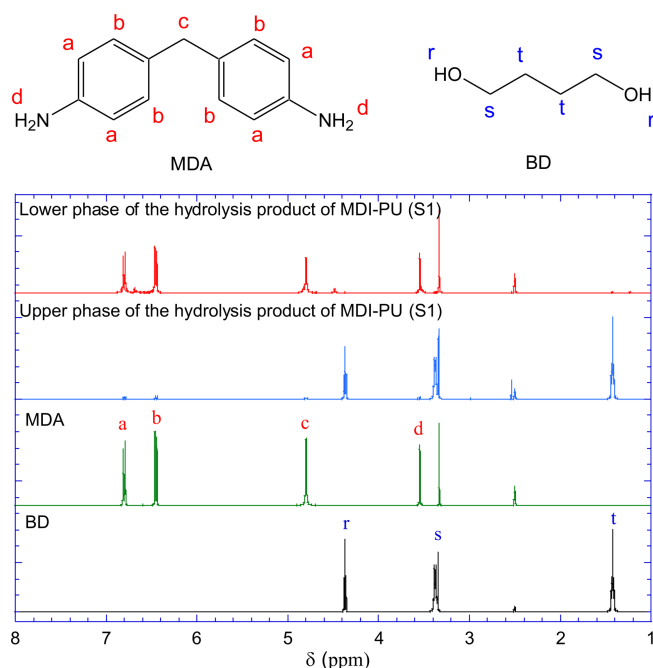 c
b b
a a
r t s
d HO
b b d s t OH
H2N a a NH2 r
MDA BD
Lower phase of the hydrolysis product of MDI-PU (S1)
Upper phase of the hydrolysis product of MDI-PU (S1)
MDA a b c d
BD r s t
8 7 6 5 4 3 2 1
δ (ppm)